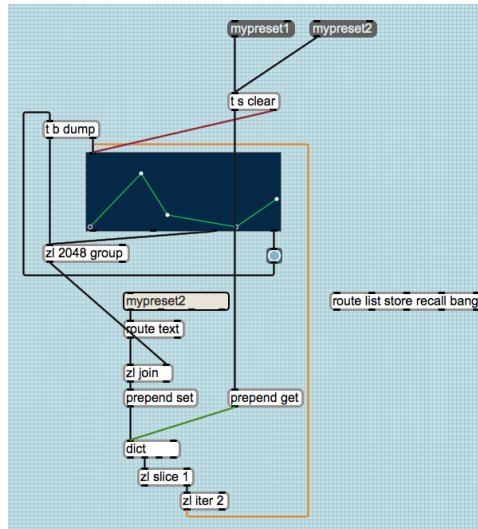 mypreset1
mypreset2
t s clear
t b dump
zl 2048 group
mypreset2
route list store recall bang
route text
zl join
prepend set
prepend get
dict
zl slice 1
zl iter 2